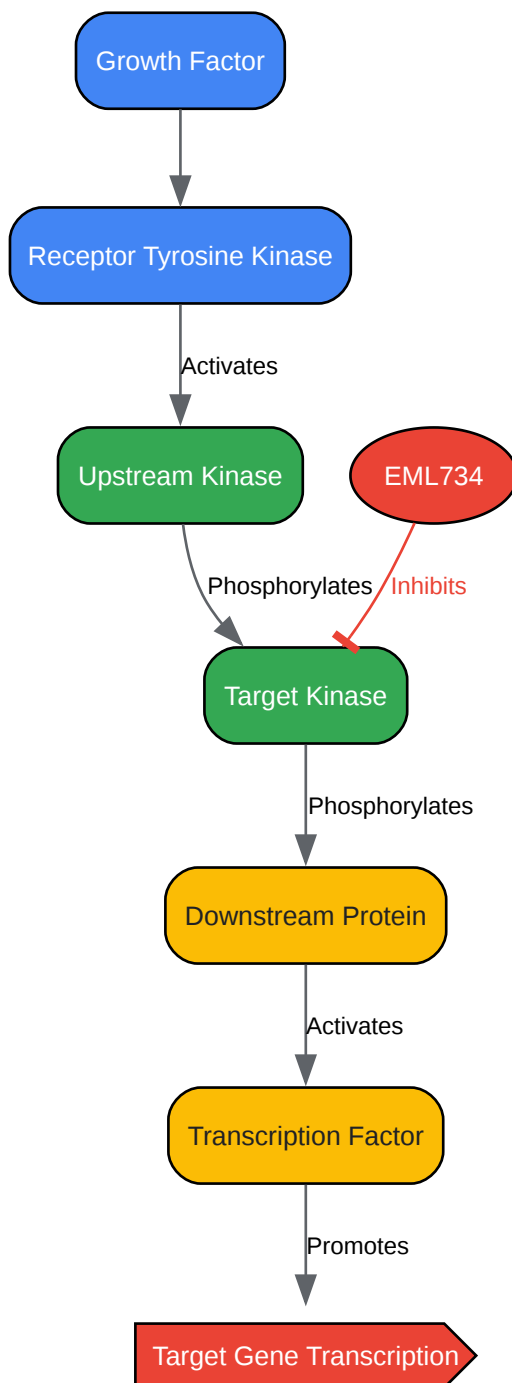 Growth Factor
Receptor Tyrosine Kinase
Activates
Upstream Kinase
EML734
Phosphorylates
Inhibits
Target Kinase
Phosphorylates
Downstream Protein
Activates
Transcription Factor
Promotes
Target Gene Transcription